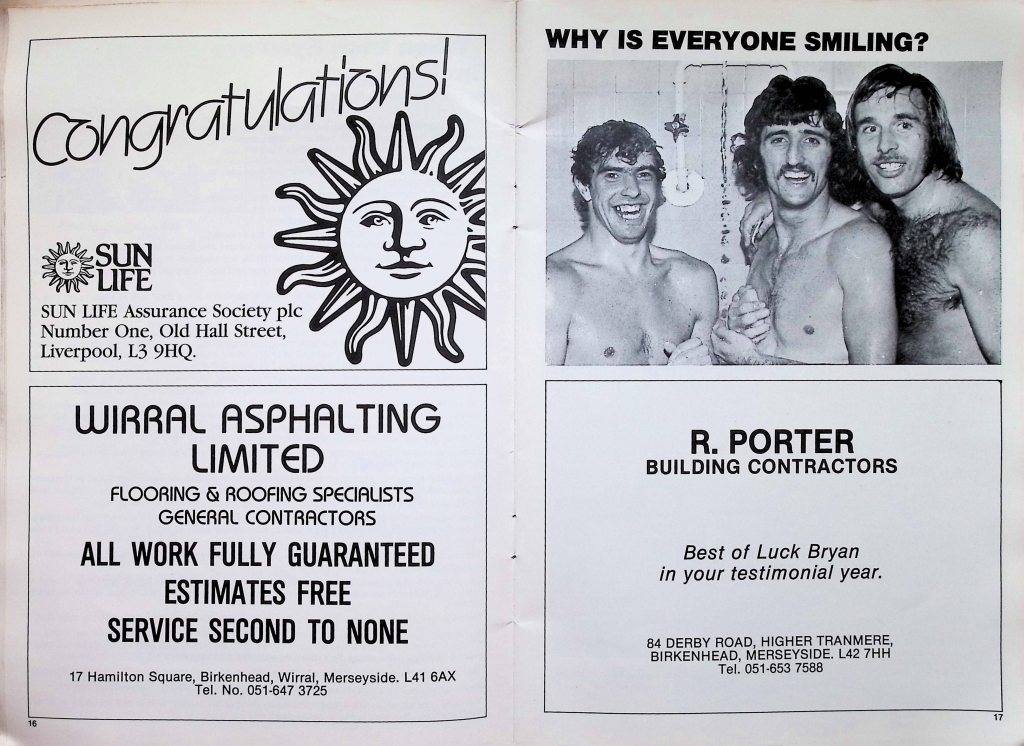 Congratulations!
SUN
LIFE
SUN LIFE Assurance Society plc
Number One, Old Hall Street,
Liverpool, L3 9HQ.
WIRRAL ASPHALTING
LIMITED
FLOORING & ROOFING SPECIALISTS
GENERAL CONTRACTORS
ALL WORK FULLY GUARANTEED
ESTIMATES FREE
SERVICE SECOND TO NONE
17 Hamilton Square, Birkenhead, Wirral, Merseyside. L41 6AX
Tel. No. 051-647 3725
16
WHY IS EVERYONE SMILING?
R. PORTER
BUILDING CONTRACTORS
Best of Luck Bryan
in your testimonial year.
84 DERBY ROAD, HIGHER TRANMERE,
BIRKENHEAD, MERSEYSIDE. L42 7HH
Tel. 051-653 7588
17